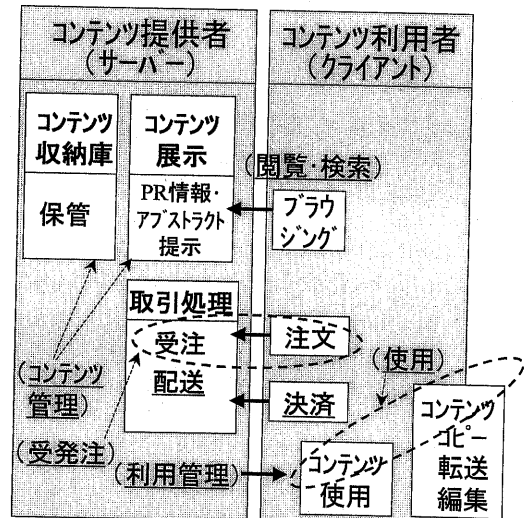 コンテンツ提供者
(サーバー)
コンテンツ利用者
(クライアント)
コンテンツ
収納庫
保管
コンテンツ
展示
PR情報・
アブストラクト
提示
(閲覧・検索)
ブラウ
ジング
取引処理
受注
配送
注文
決済
(コンテンツ
管理)
(受発注)
(利用管理)
(使用)
コンテンツ
使用
コンテンツ
コピー
転送
編集